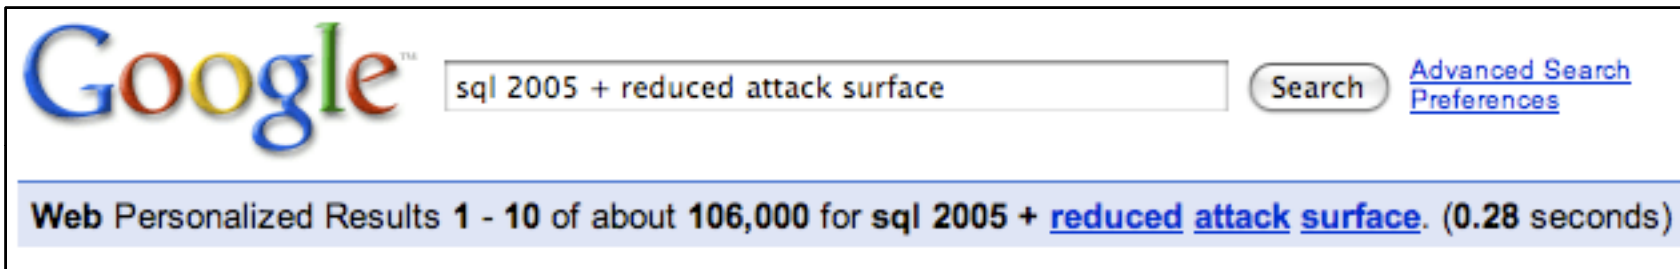 Google™
sql 2005 + reduced attack surface
Search
Advanced Search
Preferences
Web Personalized Results 1 - 10 of about 106,000 for sql 2005 + reduced attack surface. (0.28 seconds)